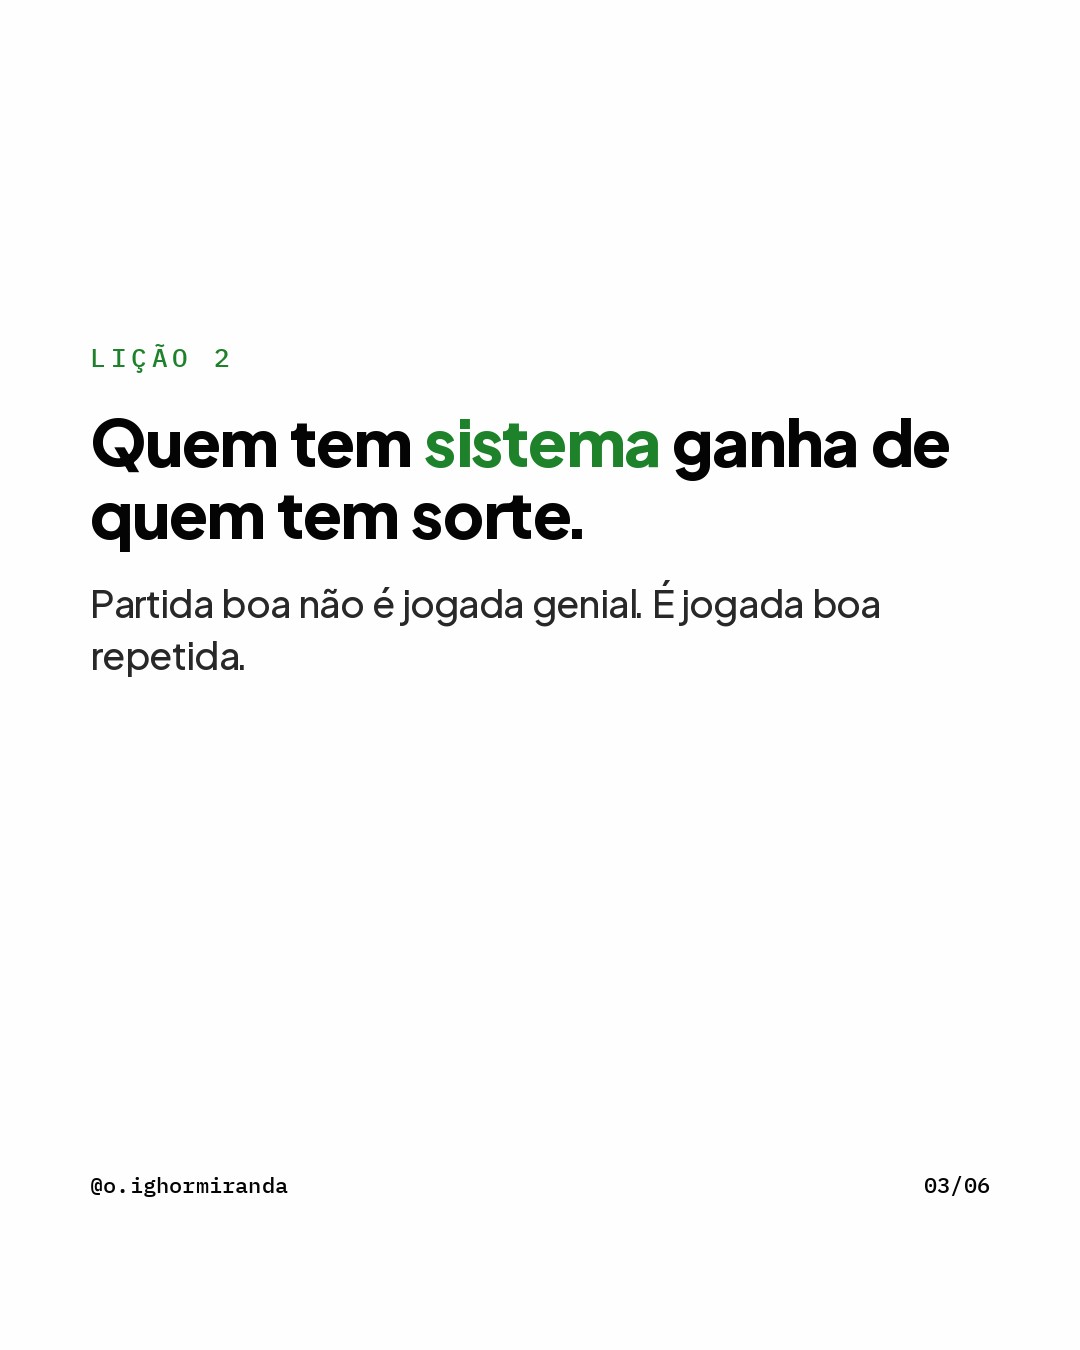 LIÇÃO 2
Quem tem sistema ganha de
quem tem sorte.
Partida boa não é jogada genial. É jogada boa
repetida.
@o.ighormiranda
03/06